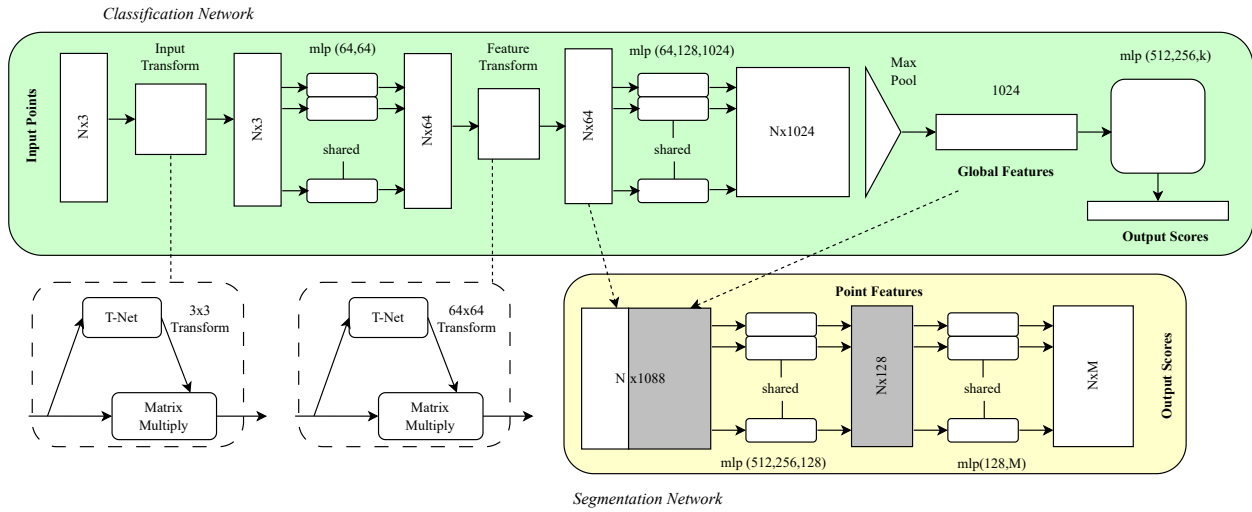 Classification Network
Input Points
Nx3
Input
Transform
Nx3
mlp (64,64)
shared
Nx64
Feature
Transform
Nx64
mlp (64,128,1024)
shared
Nx1024
Max
Pool
1024
Global Features
mlp (512,256,k)
Output Scores
T-Net
3x3
Transform
Matrix
Multiply
T-Net
64x64
Transform
Matrix
Multiply
Point Features
N x1088
shared
mlp (512,256,128)
Nx128
shared
mlp(128,M)
NxM
Output Scores
Segmentation Network